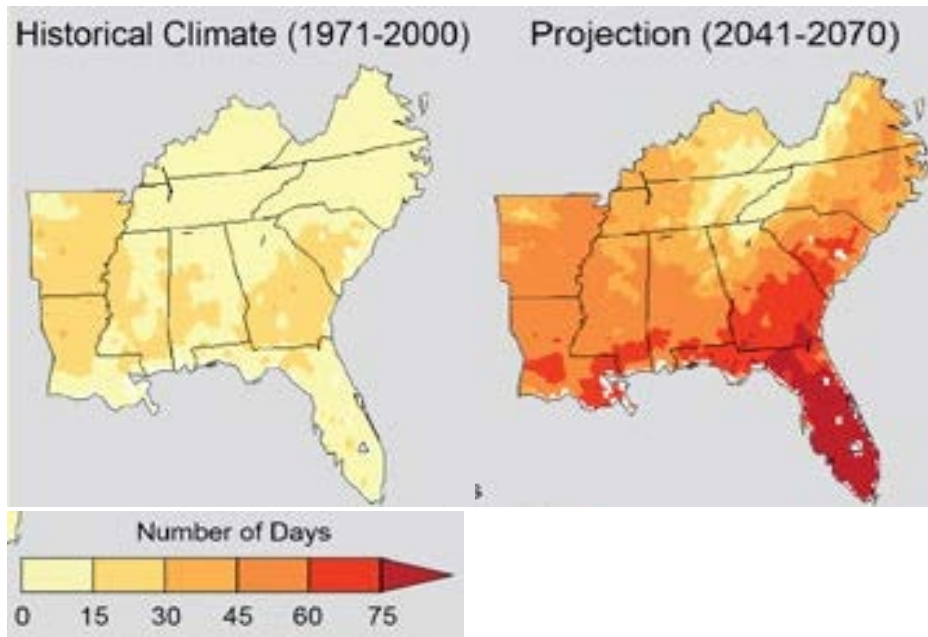 Historical Climate (1971-2000)
Projection (2041-2070)
s
Number of Days
0 15 30 45 60 75